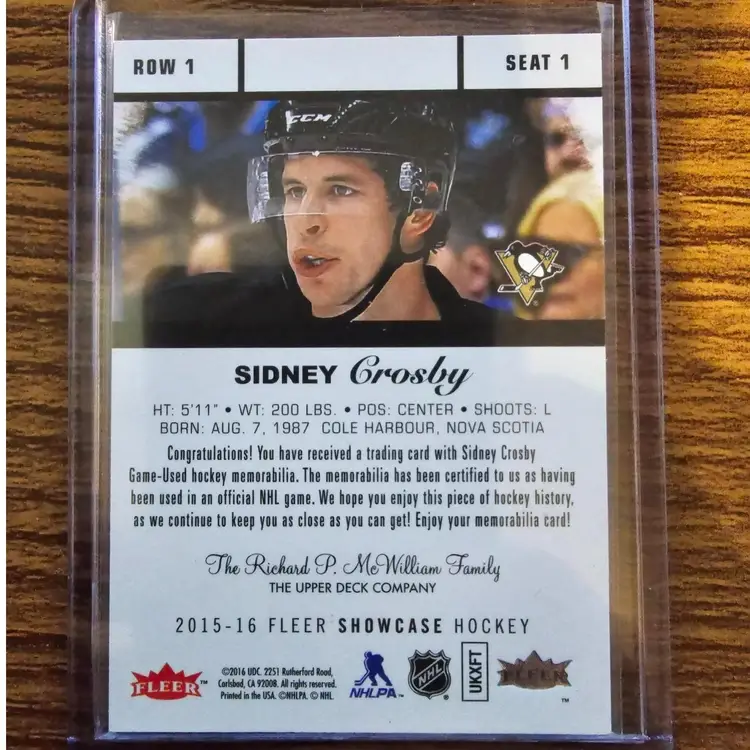 ROW 1
SEAT 1
CCM
SIDNEY Crosby
HT: 5'11" • WT: 200 LBS. • POS: CENTER • SHOOTS: L
BORN: AUG. 7, 1987 COLE HARBOUR, NOVA SCOTIA
Congratulations! You have received a trading card with Sidney Crosby
Game-Used hockey memorabilia. The memorabilia has been certified to us as having
been used in an official NHL game. We hope you enjoy this piece of hockey history,
as we continue to keep you as close as you can get! Enjoy your memorabilia card!
The Richard P. McWilliam Family
THE UPPER DECK COMPANY
2015-16 FLEER SHOWCASE HOCKEY
FLEER™
©2016 UDC. 2251 Rutherford Road,
Carlsbad, CA 92008. All rights reserved.
Printed in the USA. ©NHLPA. © NHL.
NHLPA™
NHL®
UKXFT
FLEER
™